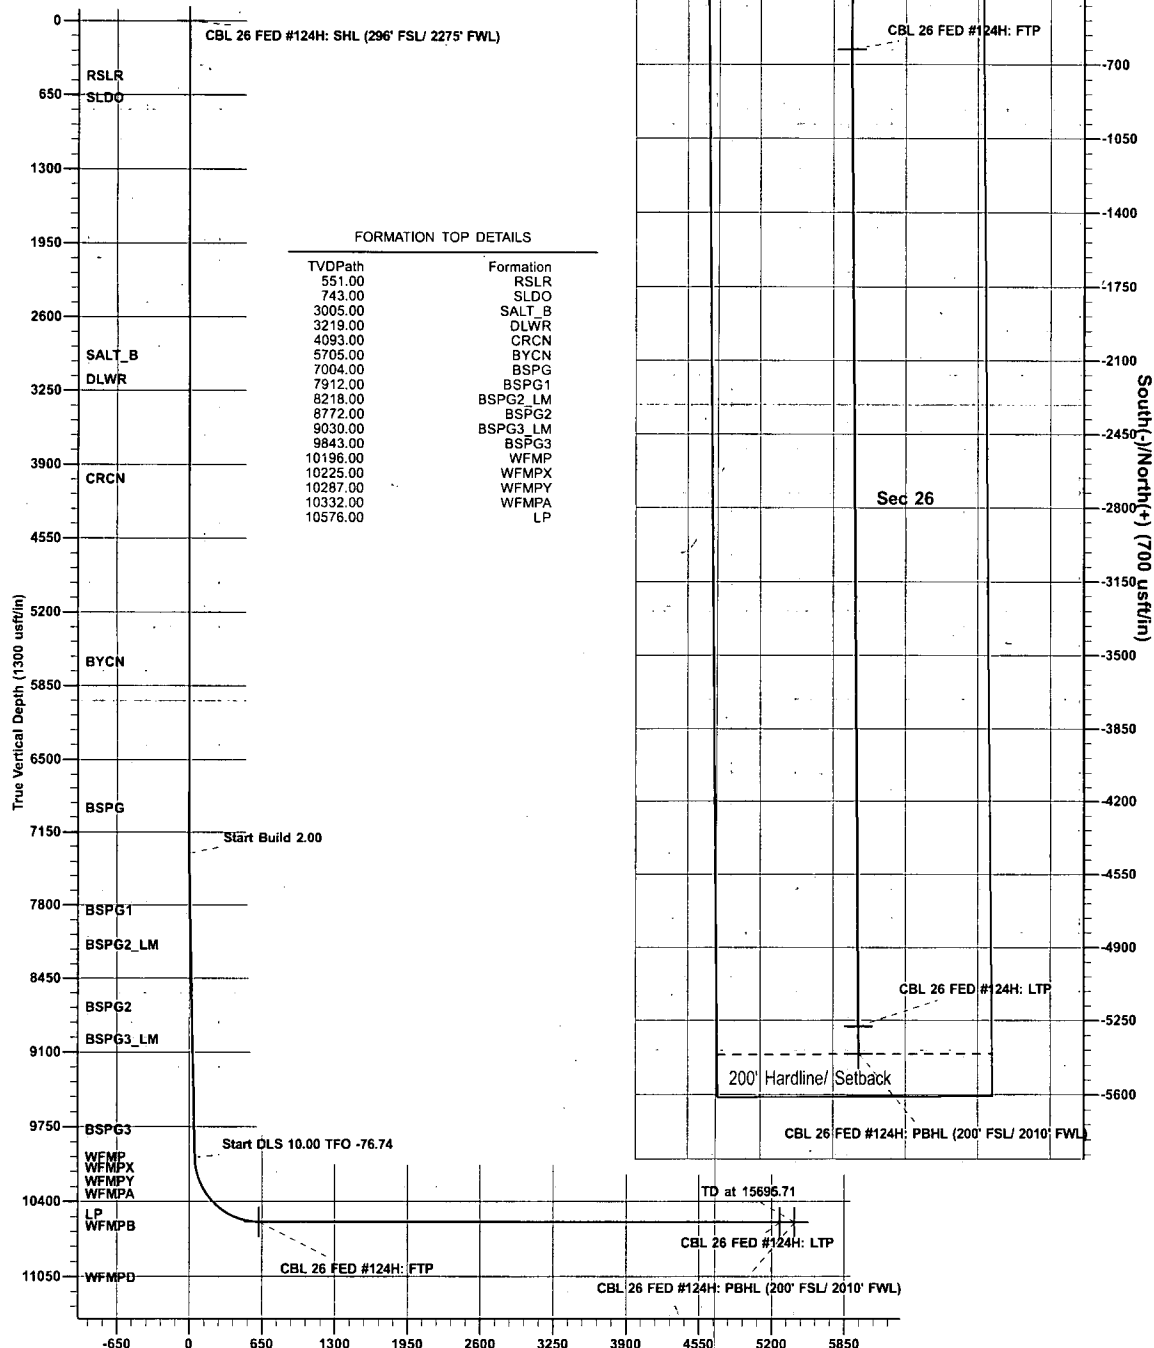 0
CBL 26 FED #124H: SHL (296' FSL/ 2275' FWL)
RSLR
650
SLDO
1300
1950
2600
SALT_B
DLWR
3250
3900
CRCN
4550
5200
BYCN
5850
6500
BSPG
7150
Start Build 2.00
7800
BSPG1
BSPG2_LM
8450
BSPG2
BSPG3_LM
9100
9750
BSPG3
Start DLS 10.00 TFO -76.74
WFMP
WFMPX
WFMPY
WFMPA
10400
LP
WFMPB
11050
WFMPD
True Vertical Depth (1300 usft/in)
FORMATION TOP DETAILS
TVDPath Formation
551.00 RSLR
743.00 SLDO
3005.00 SALT_B
3219.00 DLWR
4093.00 CRCN
5705.00 BYCN
7004.00 BSPG
7912.00 BSPG1
8218.00 BSPG2_LM
8772.00 BSPG2
9030.00 BSPG3_LM
9843.00 BSPG3
10196.00 WFMP
10225.00 WFMPX
10287.00 WFMPY
10332.00 WFMPA
10576.00 LP
TD at 15695.71
CBL 26 FED #124H: LTP
CBL 26 FED #124H: FTP
CBL 26 FED #124H: PBHL (200' FSL/ 2010' FWL)
-650 0 650 1300 1950 2600 3250 3900 4550 5200 5850
CBL 26 FED #124H: FTP
-700
-1050
-1400
-1750
-2100
-2450
Sec 26
-2800
-3150
-3500
-3850
-4200
-4550
-4900
CBL 26 FED #124H: LTP
-5250
200' Hardline/ Setback
-5600
CBL 26 FED #124H: PBHL (200' FSL/ 2010' FWL)
South(-)/North(+) (700 usft/in)